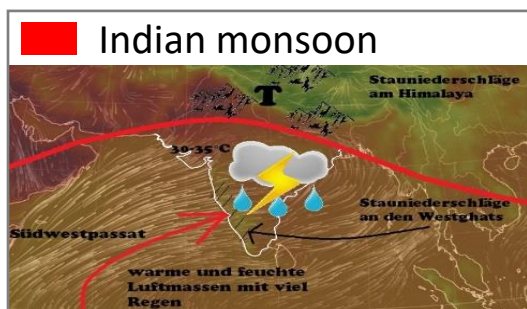 Indian monsoon
Stauniederschläge
am Himalaya
T
30-35°C
Stauniederschläge
an den Westghats
Südwestpassat
warme und feuchte
Luftmassen mit viel
Regen